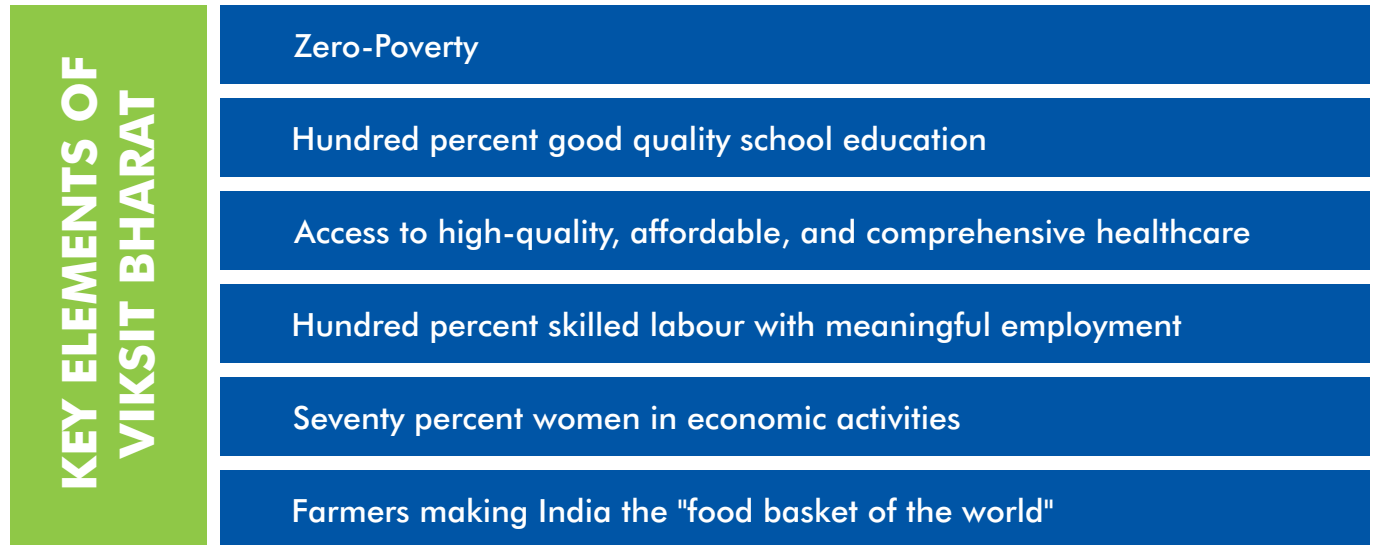 KEY ELEMENTS OF
VIKSIT BHARAT
Zero-Poverty
Hundred percent good quality school education
Access to high-quality, affordable, and comprehensive healthcare
Hundred percent skilled labour with meaningful employment
Seventy percent women in economic activities
Farmers making India the "food basket of the world"